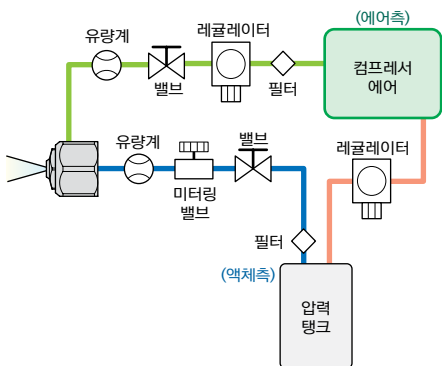 (에어측)
레귤레이터
유량계
밸브
필터
컴프레서
에어
유량계
밸브
레귤레이터
미터링
밸브
필터
(액체측)
압력
탱크